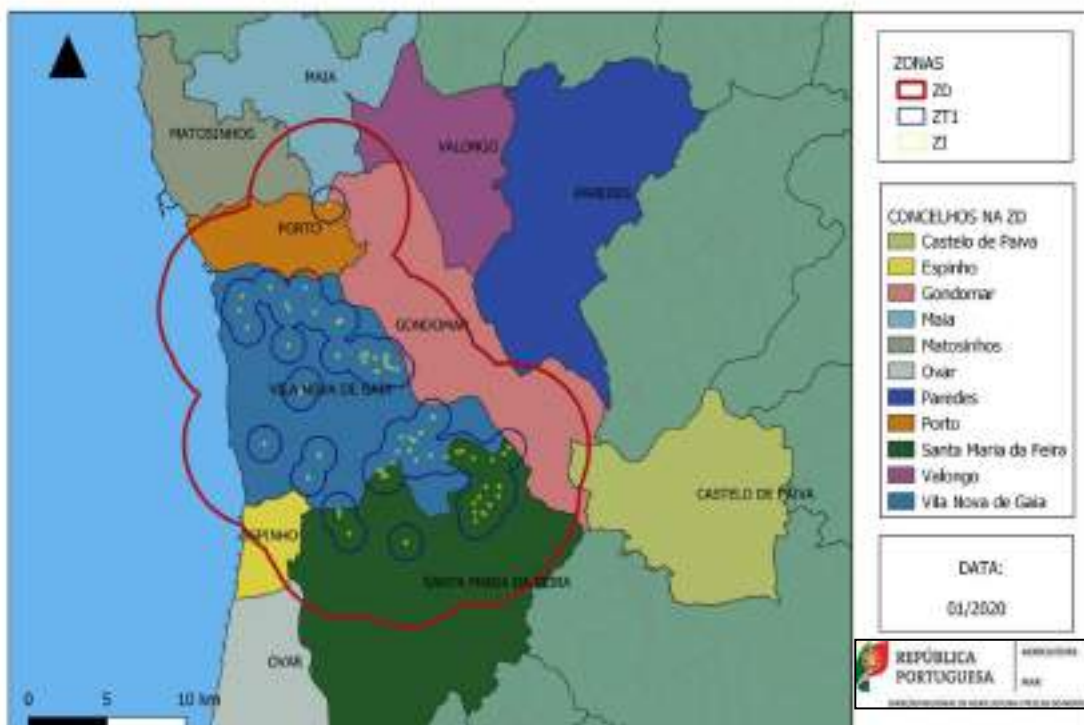 MAIA
MATOSINHOS
VALONGO
PAREDES
PORTO
GONDOMAR
VILA NOVA DE GAIA
CASTELO DE PAIVA
ESPINHO
SANTA MARIA DA FEIRA
OVAR
0 5 10 km
ZONAS
ZD
ZT1
ZI
CONCELHOS NA ZD
Castelo de Paiva
Espinho
Gondomar
Maia
Matosinhos
Ovar
Paredes
Porto
Santa Maria da Feira
Valongo
Vila Nova de Gaia
DATA:
01/2020
REPÚBLICA
PORTUGUESA
AGRICULTURA
MAR